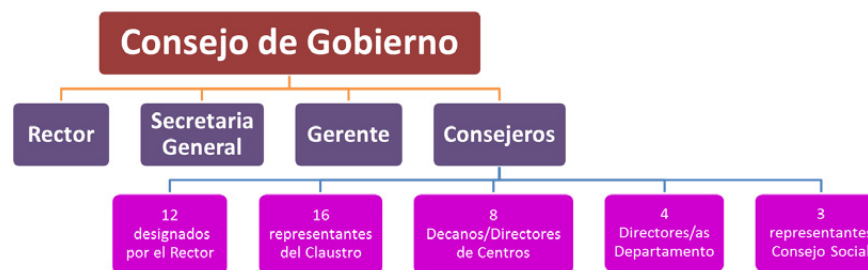 Consejo de Gobierno
Rector
Secretaria
General
Gerente
Consejeros
12
designados
por el Rector
16
representantes
del Claustro
8
Decanos/Directores
de Centros
4
Directores/as
Departamento
3
representantes
Consejo Social